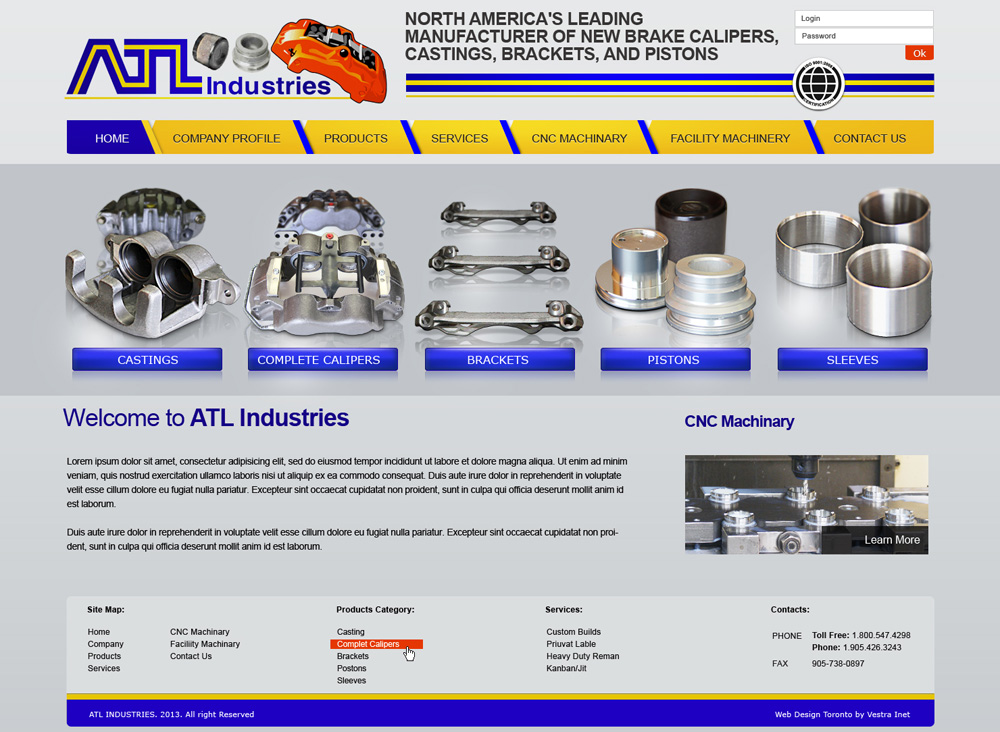 ATL
Industries
NORTH AMERICA'S LEADING
MANUFACTURER OF NEW BRAKE CALIPERS,
CASTINGS, BRACKETS, AND PISTONS
Login
Password
Ok
ISO 9001:2008
CERTIFICATION
HOME COMPANY PROFILE PRODUCTS SERVICES CNC MACHINARY FACILITY MACHINERY CONTACT US
CASTINGS COMPLETE CALIPERS BRACKETS PISTONS SLEEVES
Welcome to ATL Industries
Lorem ipsum dolor sit amet, consectetur adipisicing elit, sed do eiusmod tempor incididunt ut labore et dolore magna aliqua. Ut enim ad minim
veniam, quis nostrud exercitation ullamco laboris nisi ut aliquip ex ea commodo consequat. Duis aute irure dolor in reprehenderit in voluptate
velit esse cillum dolore eu fugiat nulla pariatur. Excepteur sint occaecat cupidatat non proident, sunt in culpa qui officia deserunt mollit anim id
est laborum.
Duis aute irure dolor in reprehenderit in voluptate velit esse cillum dolore eu fugiat nulla pariatur. Excepteur sint occaecat cupidatat non proi-
dent, sunt in culpa qui officia deserunt mollit anim id est laborum.
CNC Machinary
Learn More
Site Map:
Home
Company
Products
Services
CNC Machinary
Faciliity Machinary
Contact Us
Products Category:
Casting
Complet Calipers
Brackets
Postons
Sleeves
Services:
Custom Builds
Priuvat Lable
Heavy Duty Reman
Kanban/Jit
Contacts:
PHONE Toll Free: 1.800.547.4298
Phone: 1.905.426.3243
FAX 905-738-0897
ATL INDUSTRIES. 2013. All right Reserved
Web Design Toronto by Vestra Inet